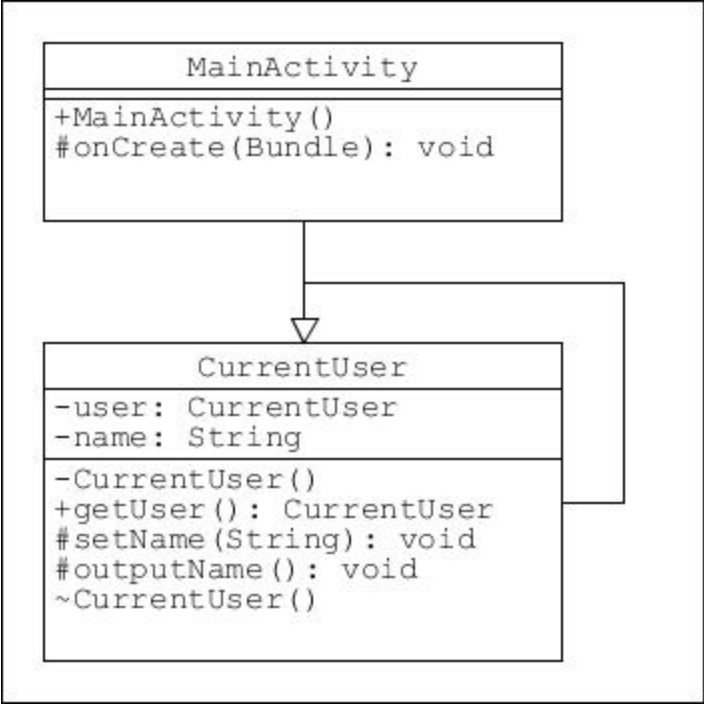 MainActivity
+MainActivity()
#onCreate(Bundle): void
CurrentUser
-user: CurrentUser
-name: String
-CurrentUser()
+getUser(): CurrentUser
#setName(String): void
#outputName(): void
~CurrentUser()